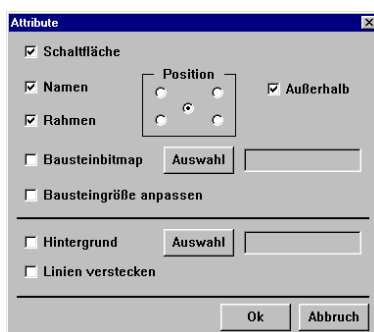 Attribute
Schaltfläche
Namen
Position
Außerhalb
Rahmen
Bausteinbitmap
Auswahl
Bausteingröße anpassen
Hintergrund
Auswahl
Linien verstecken
Ok
Abbruch